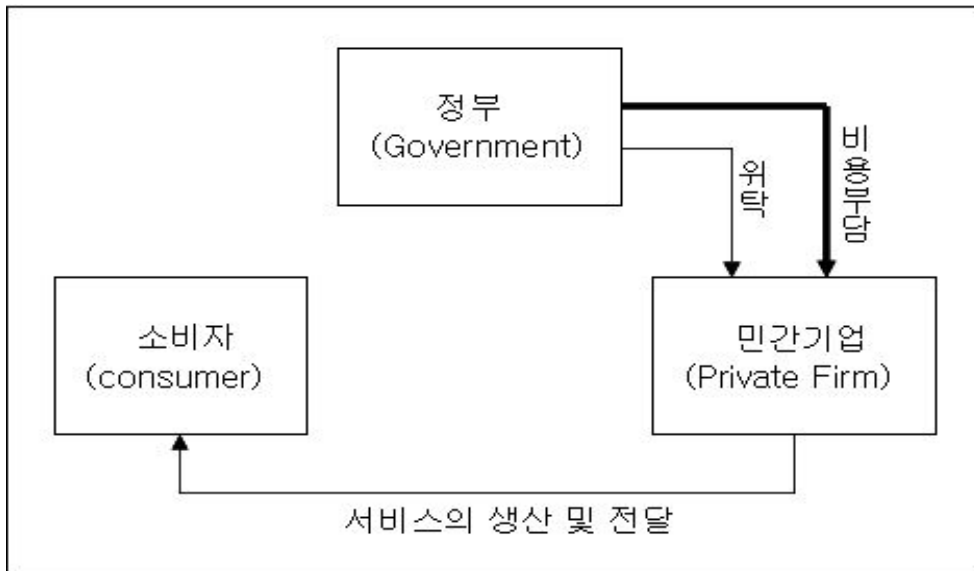 정부
(Government)
위탁
비용부담
소비자
(consumer)
민간기업
(Private Firm)
서비스의 생산 및 전달